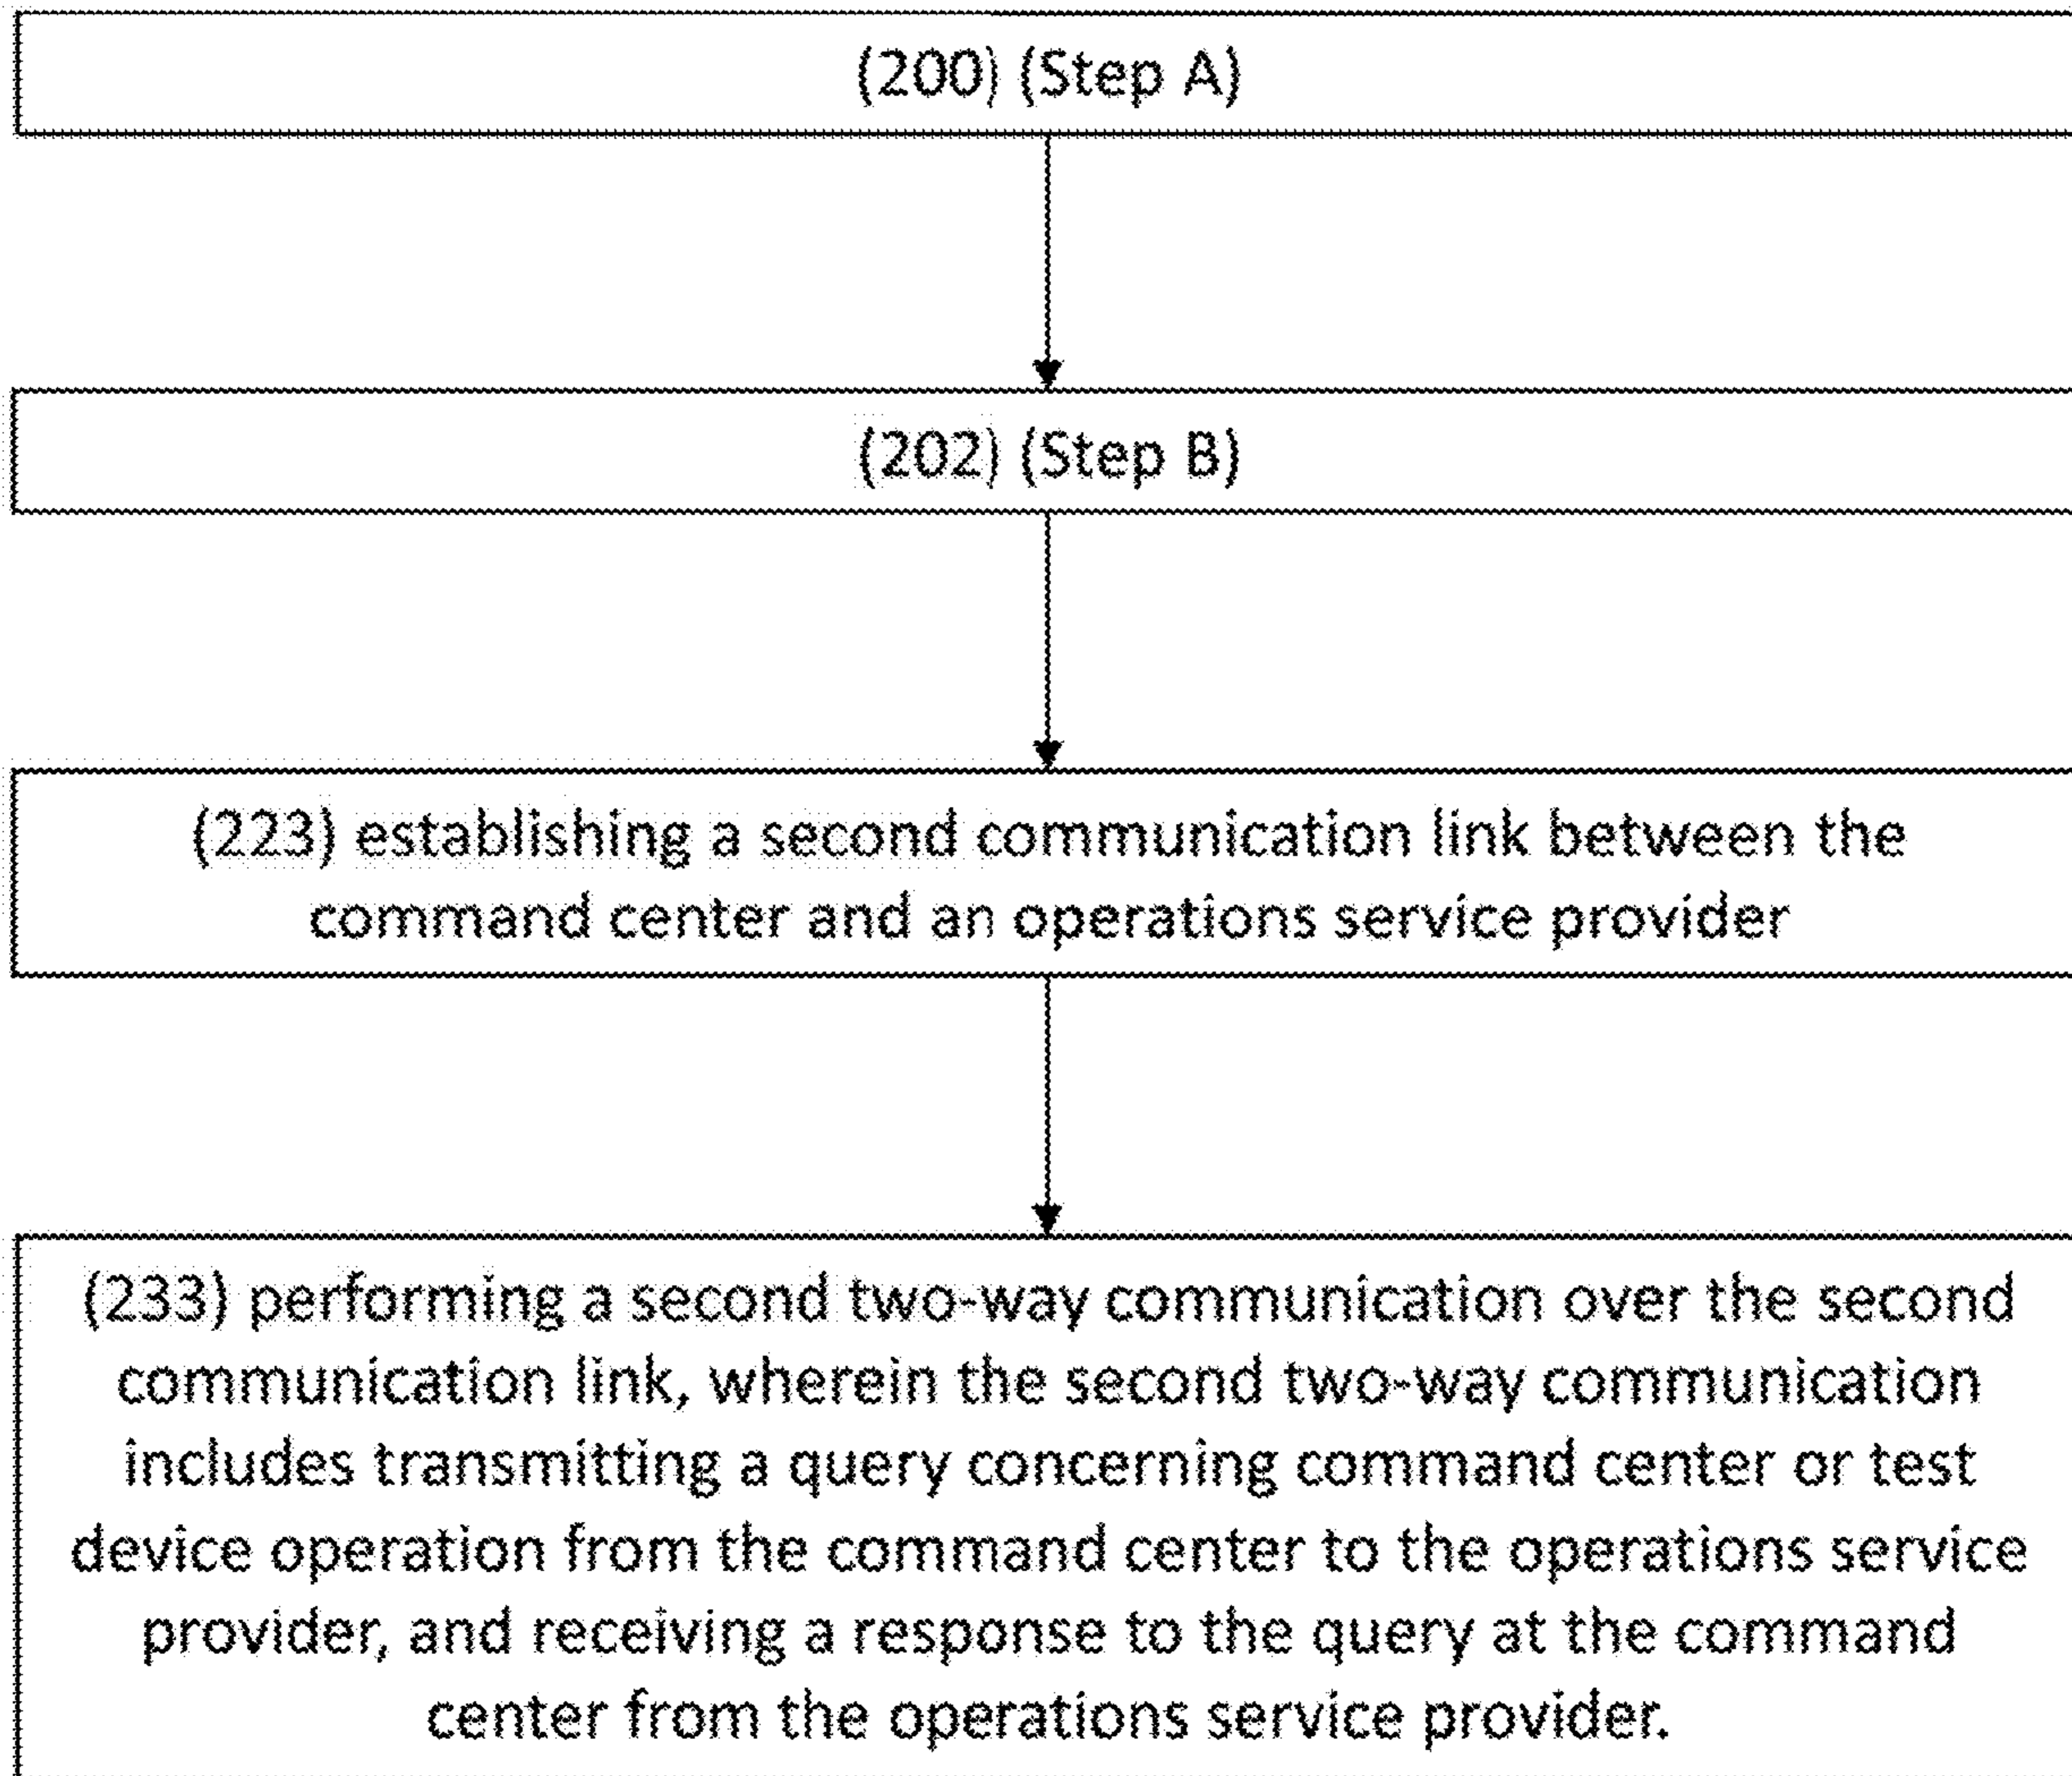 (200) (Step A)
(202) (Step B)
(223) establishing a second communication link between the
command center and an operations service provider
(233) performing a second two-way communication over the second
communication link, wherein the second two-way communication
includes transmitting a query concerning command center or test
device operation from the command center to the operations service
provider, and receiving a response to the query at the command
center from the operations service provider.